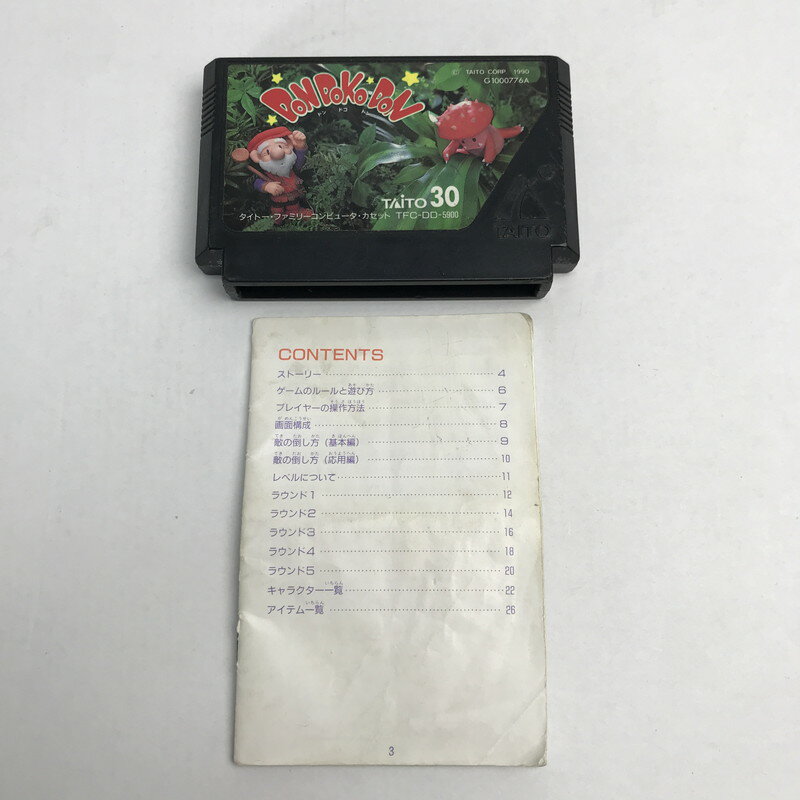 © TAITO CORP. 1990
G1000776A
DON DOKO DON
ドンドコドン
TAITO 30
タイトー・ファミリーコンピュータ・カセット TFC-DD-5900
TAITO
CONTENTS
ストーリー 4
ゲームのルールと遊び方 6
プレイヤーの操作方法 7
画面構成 8
敵の倒し方(基本編) 9
敵の倒し方(応用編) 10
レベルについて 11
ラウンド1 12
ラウンド2 14
ラウンド3 16
ラウンド4 18
ラウンド5 20
キャラクター一覧 22
アイテム一覧 26
3